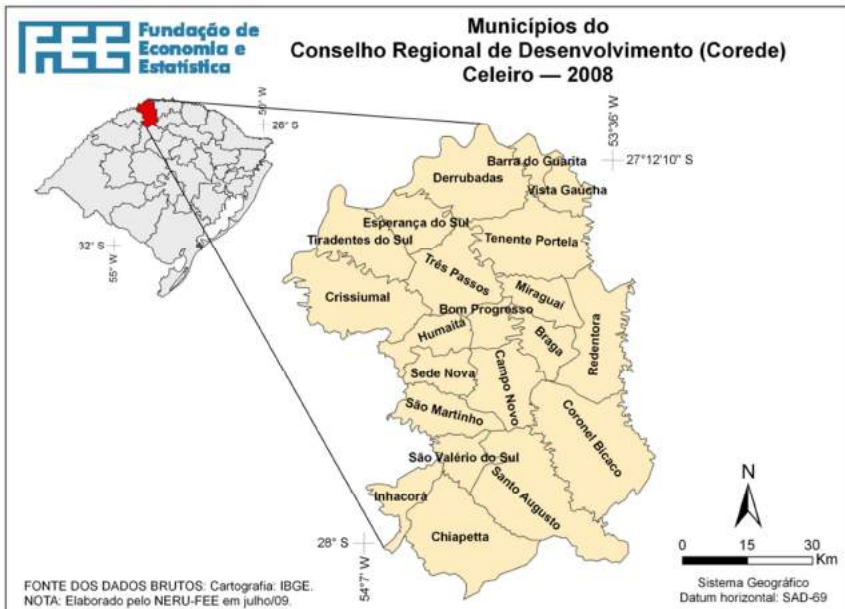 FEE
Fundação de
Economia e
Estatística
Municípios do
Conselho Regional de Desenvolvimento (Corede)
Celeiro — 2008
50° W
28° S
32° S
55° W
53°36' W
27°12'10" S
Barra do Guarita
Derrubadas
Vista Gaúcha
Esperança do Sul
Tiradentes do Sul
Tenente Portela
Três Passos
Crissiumal
Miraguaí
Bom Progresso
Redentora
Humaitá
Braga
Sede Nova
Campo Novo
São Martinho
Coronel Bicaco
São Valério do Sul
Santo Augusto
Inhacorá
Chiapetta
28° S
54°7' W
N
0 15 30
Km
Sistema Geográfico
Datum horizontal: SAD-69
FONTE DOS DADOS BRUTOS: Cartografia: IBGE.
NOTA: Elaborado pelo NERU-FEE em julho/09.